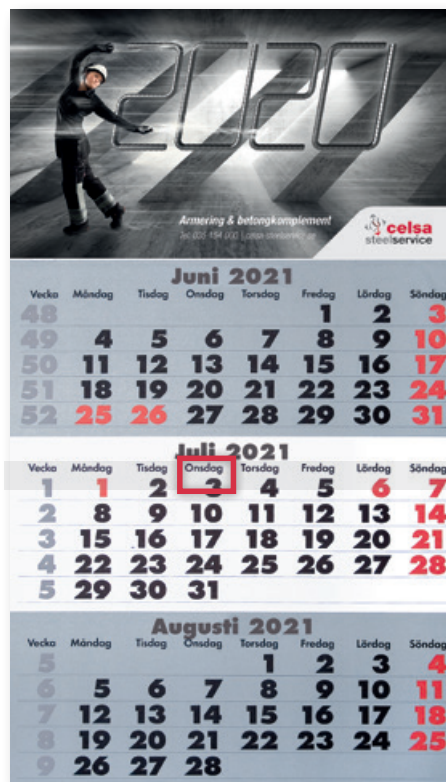 2020
Armering & betongkomplement
celsa
steelservice
Juni 2021
Vecka Måndag Tisdag Onsdag Torsdag Fredag Lördag Söndag
48 1 2 3
49 4 5 6 7 8 9 10
50 11 12 13 14 15 16 17
51 18 19 20 21 22 23 24
52 25 26 27 28 29 30 31
Juli 2021
Vecka Måndag Tisdag Onsdag Torsdag Fredag Lördag Söndag
1 1 2 3 4 5 6 7
2 8 9 10 11 12 13 14
3 15 16 17 18 19 20 21
4 22 23 24 25 26 27 28
5 29 30 31
Augusti 2021
Vecka Måndag Tisdag Onsdag Torsdag Fredag Lördag Söndag
5 1 2 3 4
6 5 6 7 8 9 10 11
7 12 13 14 15 16 17 18
8 19 20 21 22 23 24 25
9 26 27 28